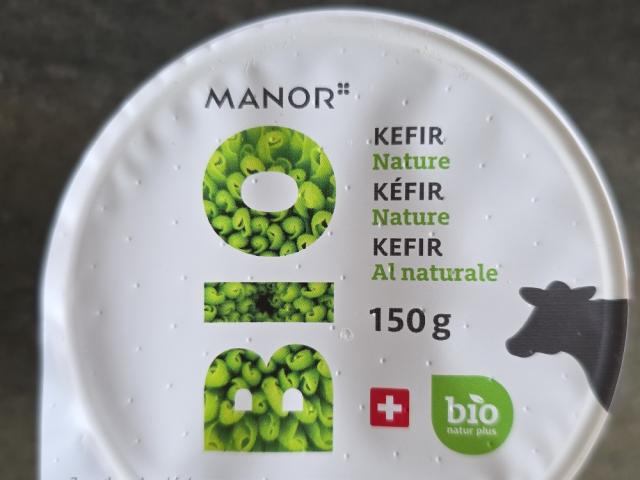 MANOR
BIO
KEFIR
Nature
KÉFIR
Nature
KEFIR
Al naturale
150 g
bio
natur plus